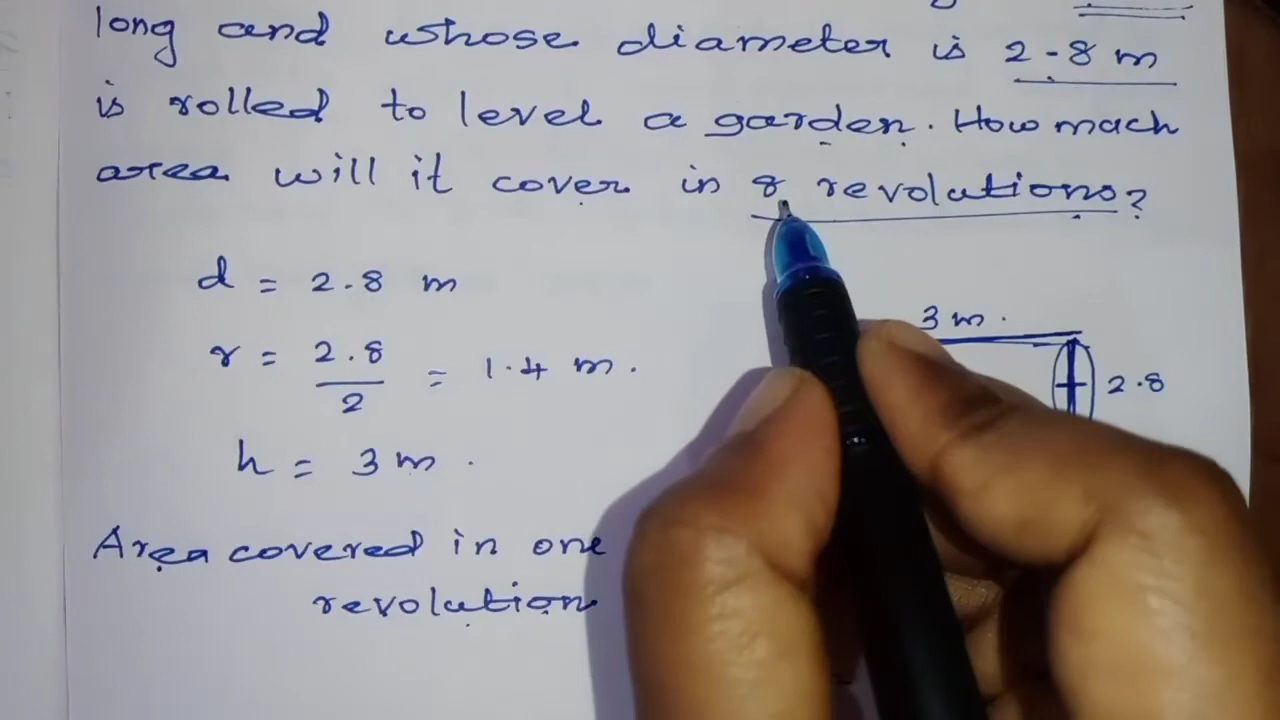 long and whose diameter is 2.8 m
is rolled to level a garden. How mach
area will it cover in 8 revolutions?
d = 2.8 m
r = 2.8/2 = 1.4 m.
h = 3 m.
3 m.
2.8
Area covered in one
revolution